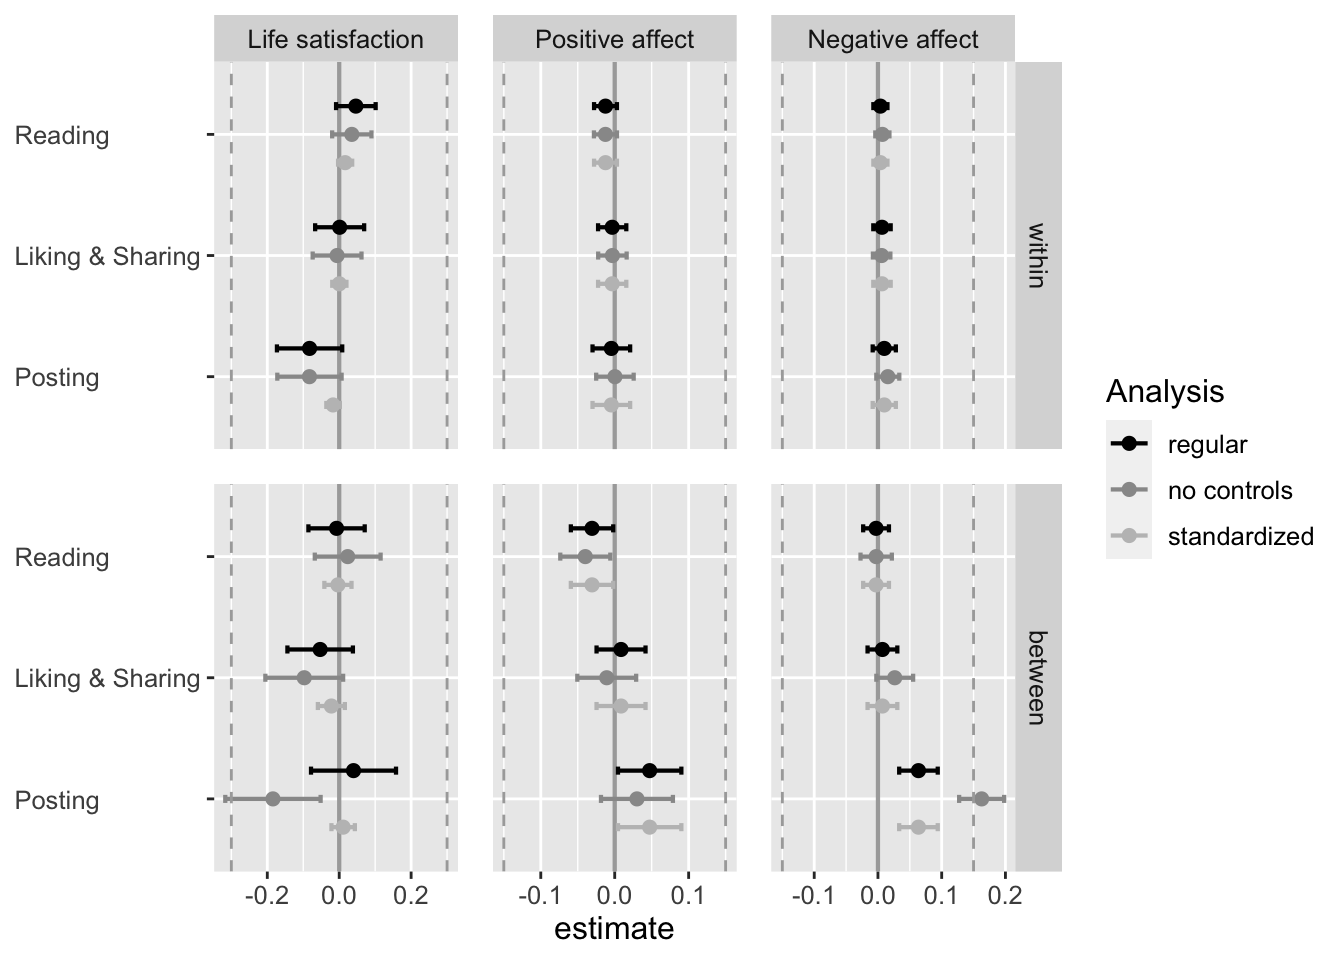 Life satisfaction Positive affect Negative affect
Reading
Liking & Sharing
Posting
within
Reading
Liking & Sharing
Posting
between
-0.2 0.0 0.2 -0.1 0.0 0.1 -0.1 0.0 0.1 0.2
estimate
Analysis
regular
no controls
standardized